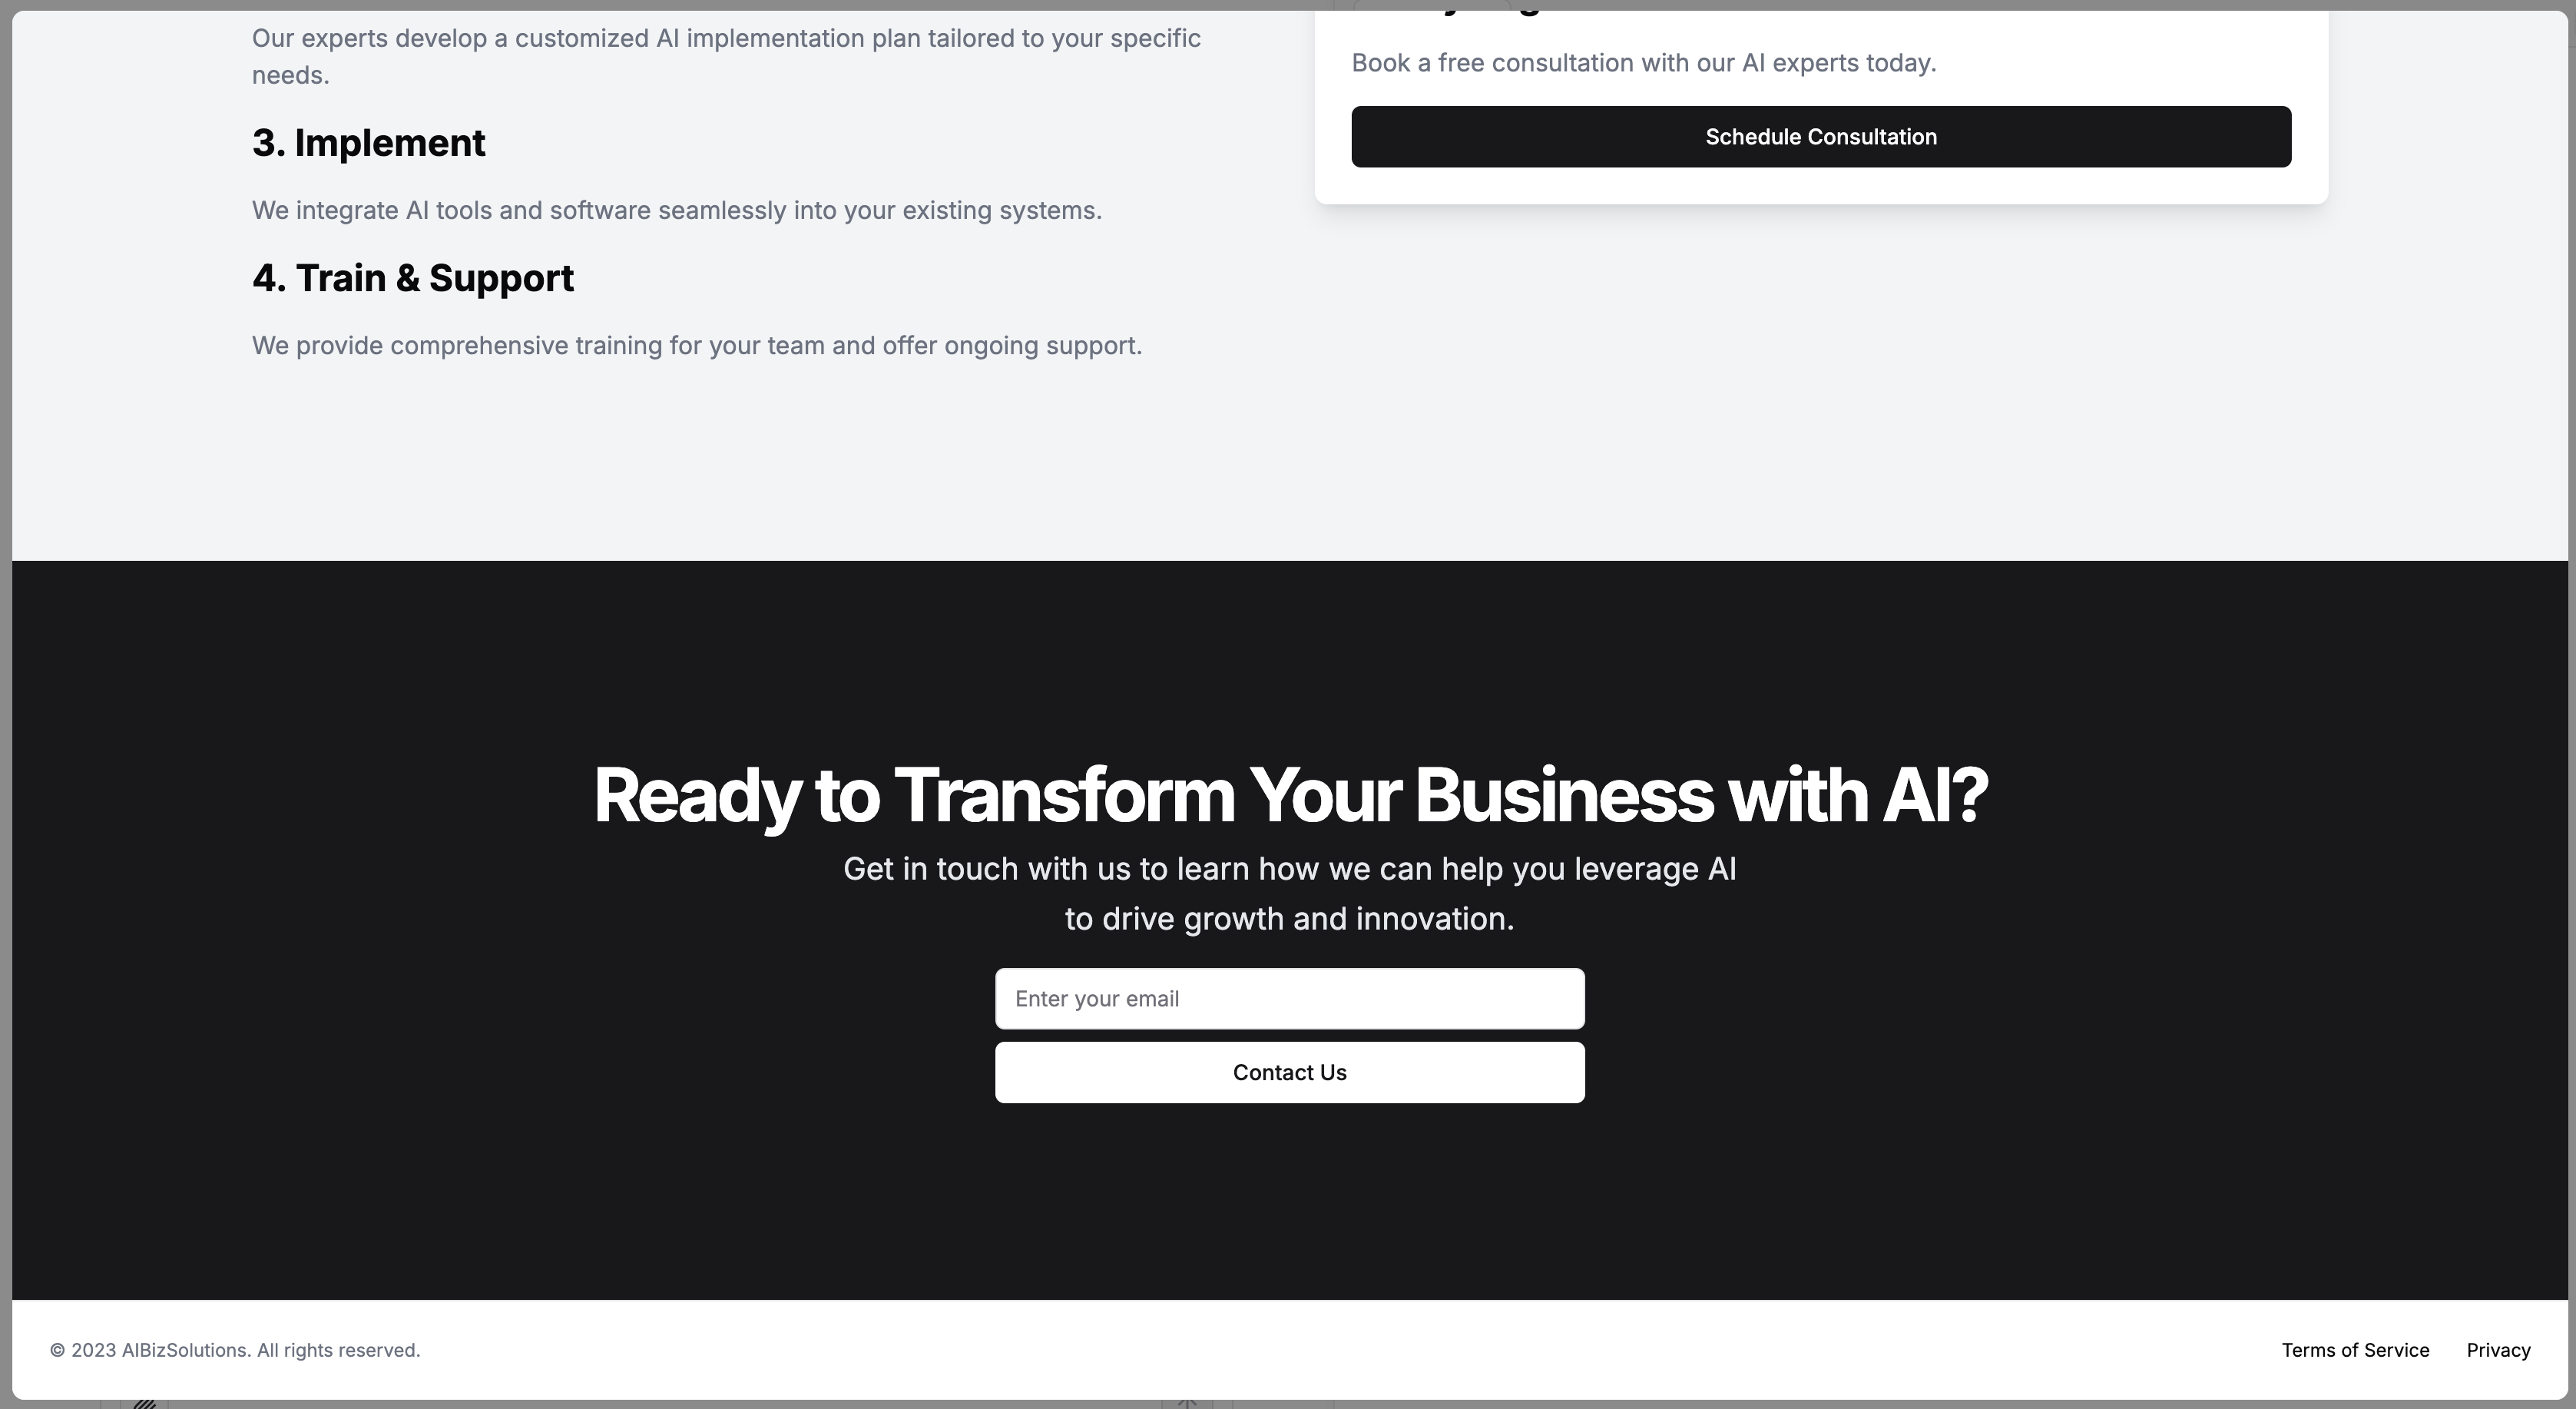 Our experts develop a customized AI implementation plan tailored to your specific
needs.
3. Implement
We integrate AI tools and software seamlessly into your existing systems.
4. Train & Support
We provide comprehensive training for your team and offer ongoing support.
Book a free consultation with our AI experts today.
Schedule Consultation
Ready to Transform Your Business with AI?
Get in touch with us to learn how we can help you leverage AI
to drive growth and innovation.
Enter your email
Contact Us
© 2023 AIBizSolutions. All rights reserved.
Terms of Service
Privacy